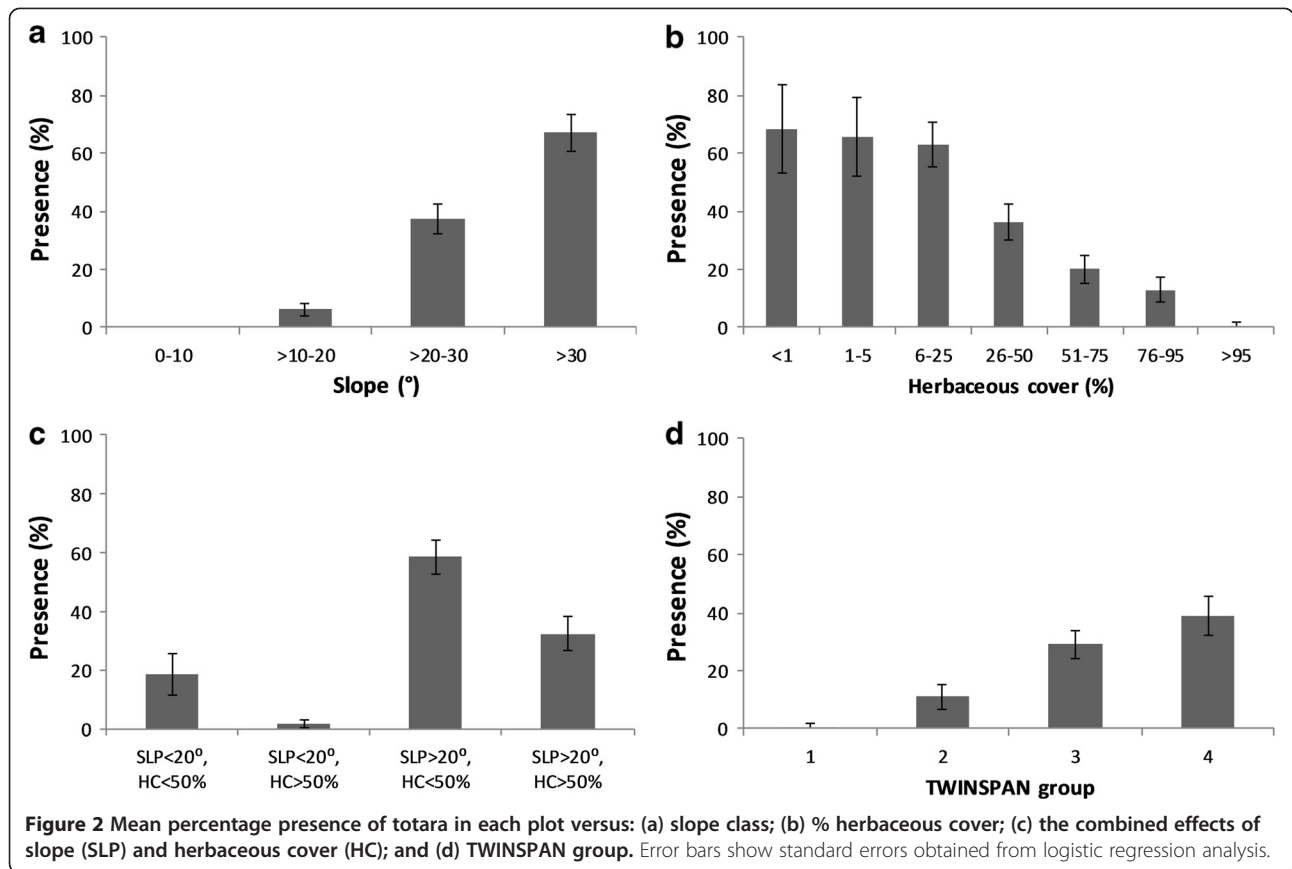 a
100
80
60
40
20
0
Presence (%)
0-10 >10-20 >20-30 >30
Slope (°)
b
100
80
60
40
20
0
Presence (%)
<1 1-5 6-25 26-50 51-75 76-95 >95
Herbaceous cover (%)
c
100
80
60
40
20
0
Presence (%)
SLP<20°, SLP<20°, SLP>20°, SLP>20°,
HC<50% HC>50% HC<50% HC>50%
d
100
80
60
40
20
0
Presence (%)
1 2 3 4
TWINSPAN group
Figure 2 Mean percentage presence of totara in each plot versus: (a) slope class; (b) % herbaceous cover; (c) the combined effects of
slope (SLP) and herbaceous cover (HC); and (d) TWINSPAN group. Error bars show standard errors obtained from logistic regression analysis.